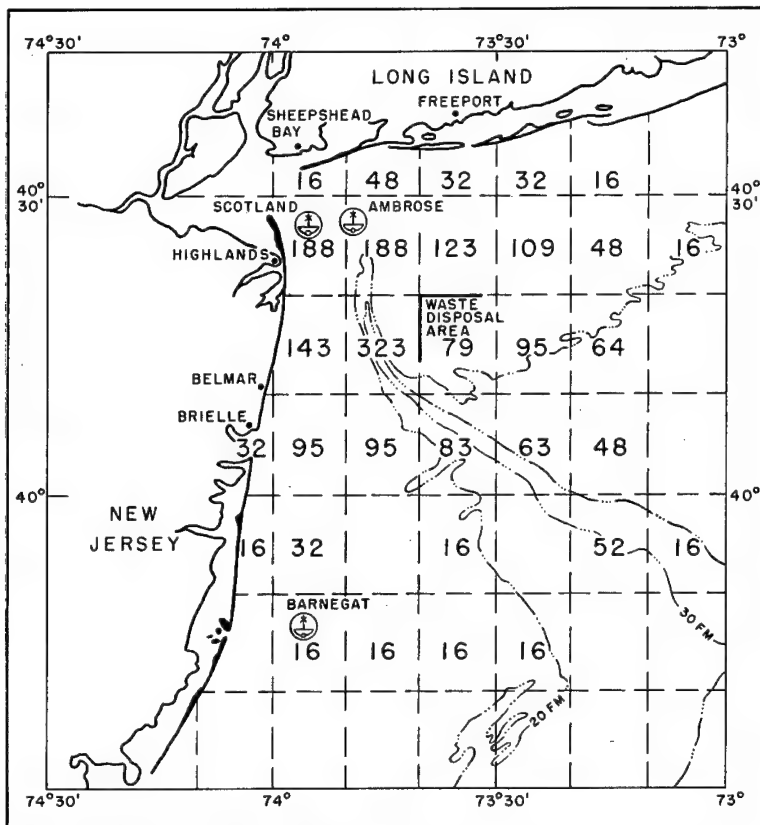 74°30' 74° 73°30' 73°
LONG ISLAND
FREEPORT
SHEEPSHEAD
BAY
16 48 32 32 16
40°
30'
SCOTLAND AMBROSE
188 188 123 109 48 16
HIGHLANDS
WASTE
DISPOSAL
AREA
143 323 79 95 64
BELMAR
BRIELLE
32 95 95 83 63 48
40°
NEW
JERSEY
16 32 16 52 16
BARNEGAT
30 FM
16 16 16 16
20 FM
74°30' 74° 73°30' 73°